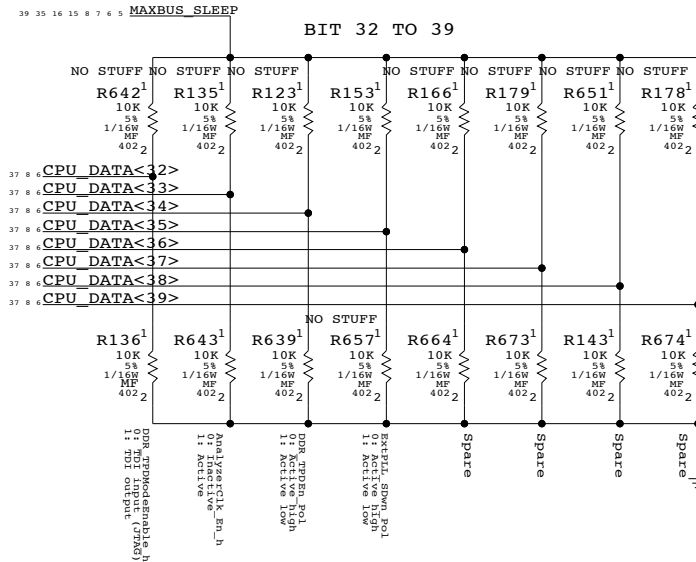 39 35 16 15 8 7 6 5 MAXBUS_SLEEP
BIT 32 TO 39
NO STUFF NO STUFF NO STUFF NO STUFF NO STUFF NO STUFF NO STUFF
R642 1 R135 1 R123 1 R153 1 R166 1 R179 1 R651 1 R178 1
10K 10K 10K 10K 10K 10K 10K 10K
5% 5% 5% 5% 5% 5% 5% 5%
1/16W 1/16W 1/16W 1/16W 1/16W 1/16W 1/16W 1/16W
MF MF MF MF MF MF MF MF
402 2 402 2 402 2 402 2 402 2 402 2 402 2 402 2
37 8 6 CPU_DATA<32>
37 8 6 CPU_DATA<33>
37 8 6 CPU_DATA<34>
37 8 6 CPU_DATA<35>
37 8 6 CPU_DATA<36>
37 8 6 CPU_DATA<37>
37 8 6 CPU_DATA<38>
37 8 6 CPU_DATA<39>
NO STUFF
R136 1 R643 1 R639 1 R657 1 R664 1 R673 1 R143 1 R674 1
10K 10K 10K 10K 10K 10K 10K 10K
5% 5% 5% 5% 5% 5% 5% 5%
1/16W 1/16W 1/16W 1/16W 1/16W 1/16W 1/16W 1/16W
MF MF MF MF MF MF MF MF
402 2 402 2 402 2 402 2 402 2 402 2 402 2 402 2
DDR_TPDModeEnable_h
0: TDI input (JTAG)
1: TDI output
AnalyzerClk_En_h
0: Inactive
1: Active
DDR_TPDEn_Pol
0: Active high
1: Active low
ExtPLL_SDwn_Pol
0: Active high
1: Active low
Spare
Spare
Spare
Spare